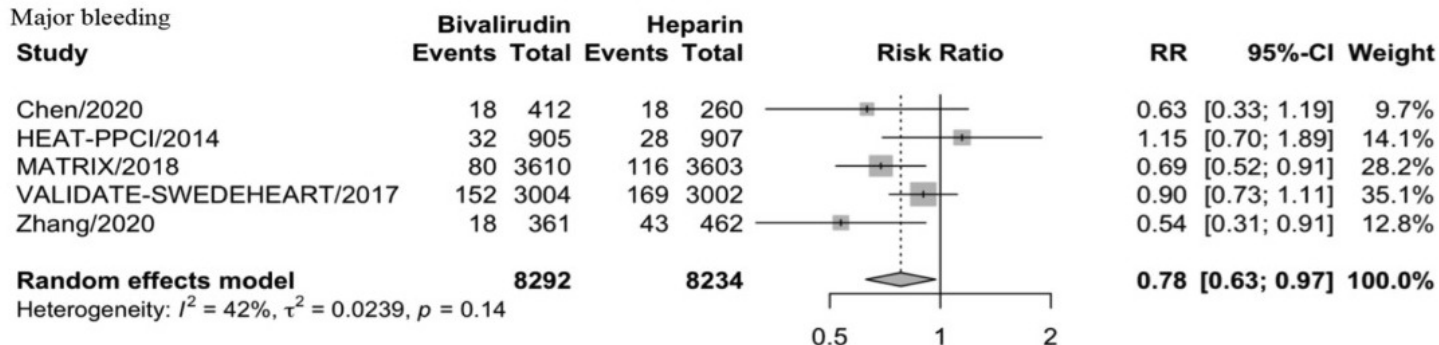 Major bleeding
Bivalirudin Heparin
Study Events Total Events Total Risk Ratio RR 95%-CI Weight
Chen/2020 18 412 18 260 0.63 [0.33; 1.19] 9.7%
HEAT-PPCI/2014 32 905 28 907 1.15 [0.70; 1.89] 14.1%
MATRIX/2018 80 3610 116 3603 0.69 [0.52; 0.91] 28.2%
VALIDATE-SWEDEHEART/2017 152 3004 169 3002 0.90 [0.73; 1.11] 35.1%
Zhang/2020 18 361 43 462 0.54 [0.31; 0.91] 12.8%
Random effects model 8292 8234 0.78 [0.63; 0.97] 100.0%
Heterogeneity: I² = 42%, τ² = 0.0239, p = 0.14
0.5 1 2